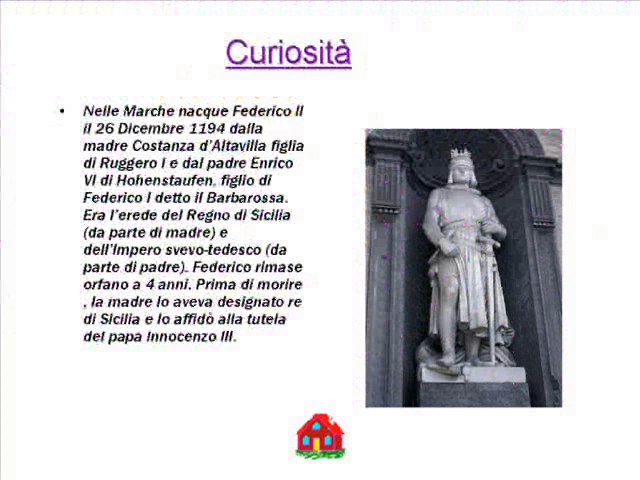 Curiosità
• Nelle Marche nacque Federico II
il 26 Dicembre 1194 dalla
madre Costanza d'Altavilla figlia
di Ruggero I e dal padre Enrico
VI di Hohenstaufen, figlio di
Federico I detto il Barbarossa.
Era l'erede del Regno di Sicilia
(da parte di madre) e
dell'Impero svevo-tedesco (da
parte di padre). Federico rimase
orfano a 4 anni. Prima di morire
, la madre lo aveva designato re
di Sicilia e lo affidò alla tutela
del papa Innocenzo III.